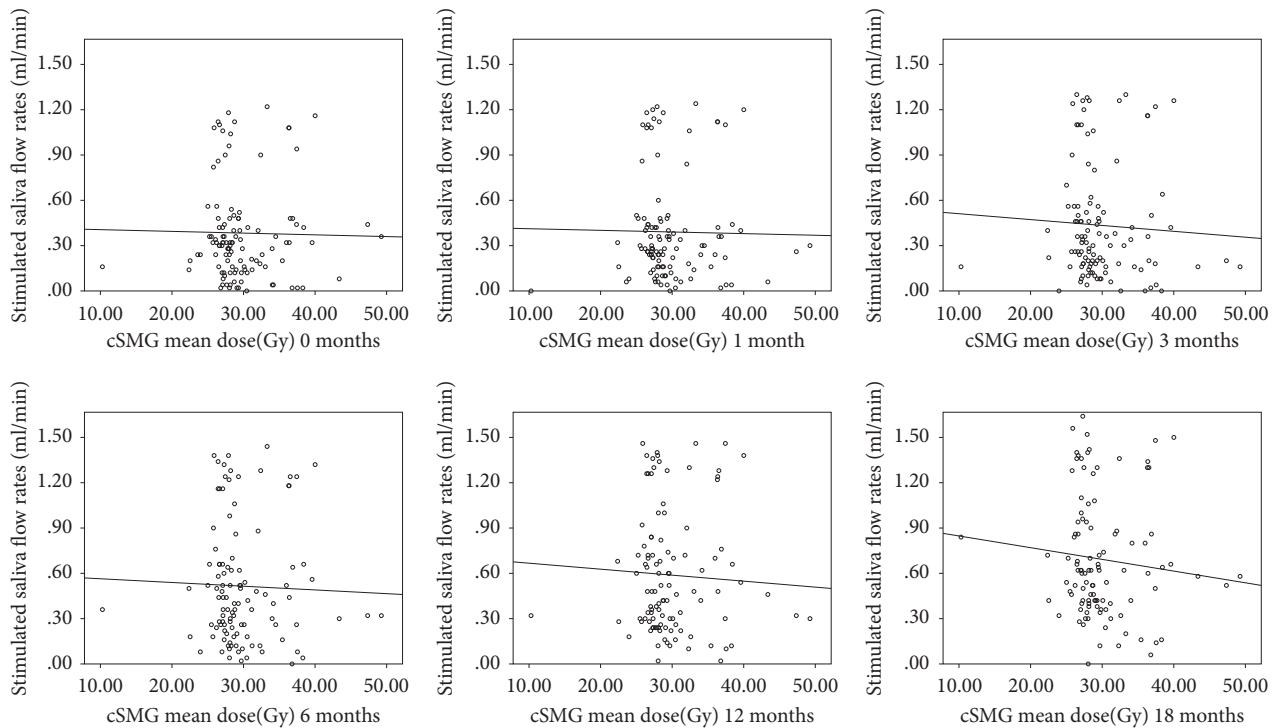 Stimulated saliva flow rates (ml/min)
1.50
1.20
.90
.60
.30
.00
10.00 20.00 30.00 40.00 50.00
cSMG mean dose(Gy) 0 months
Stimulated saliva flow rates (ml/min)
1.50
1.20
.90
.60
.30
.00
10.00 20.00 30.00 40.00 50.00
cSMG mean dose(Gy) 1 month
Stimulated saliva flow rates (ml/min)
1.50
1.20
.90
.60
.30
.00
10.00 20.00 30.00 40.00 50.00
cSMG mean dose(Gy) 3 months
Stimulated saliva flow rates (ml/min)
1.50
1.20
.90
.60
.30
.00
10.00 20.00 30.00 40.00 50.00
cSMG mean dose(Gy) 6 months
Stimulated saliva flow rates (ml/min)
1.50
1.20
.90
.60
.30
.00
10.00 20.00 30.00 40.00 50.00
cSMG mean dose(Gy) 12 months
Stimulated saliva flow rates (ml/min)
1.50
1.20
.90
.60
.30
.00
10.00 20.00 30.00 40.00 50.00
cSMG mean dose(Gy) 18 months